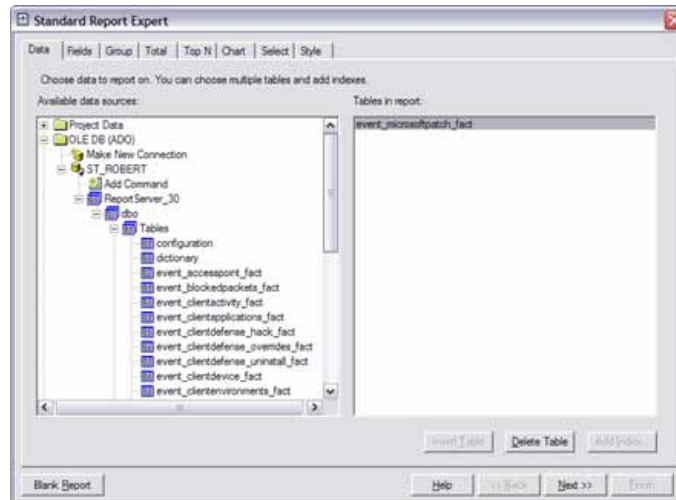 Standard Report Expert
Data Fields Group Total Top N Chart Select Style
Choose data to report on. You can choose multiple tables and add indexes.
Available data sources:
Tables in report:
Project Data
OLE DB (ADO)
Make New Connection
ST_ROBERT
Add Command
ReportServer_30
dbo
Tables
configuration
dictionary
event_accesspoint_fact
event_blockedpackets_fact
event_clientactivity_fact
event_clientapplications_fact
event_clientdefense_hack_fact
event_clientdefense_overrides_fact
event_clientdefense_uninstall_fact
event_clientdevice_fact
event_clientenvironments_fact
event_microsoftpatch_fact
Insert Table Delete Table Add Index...
Blank Report Help << Back Next >> Finish